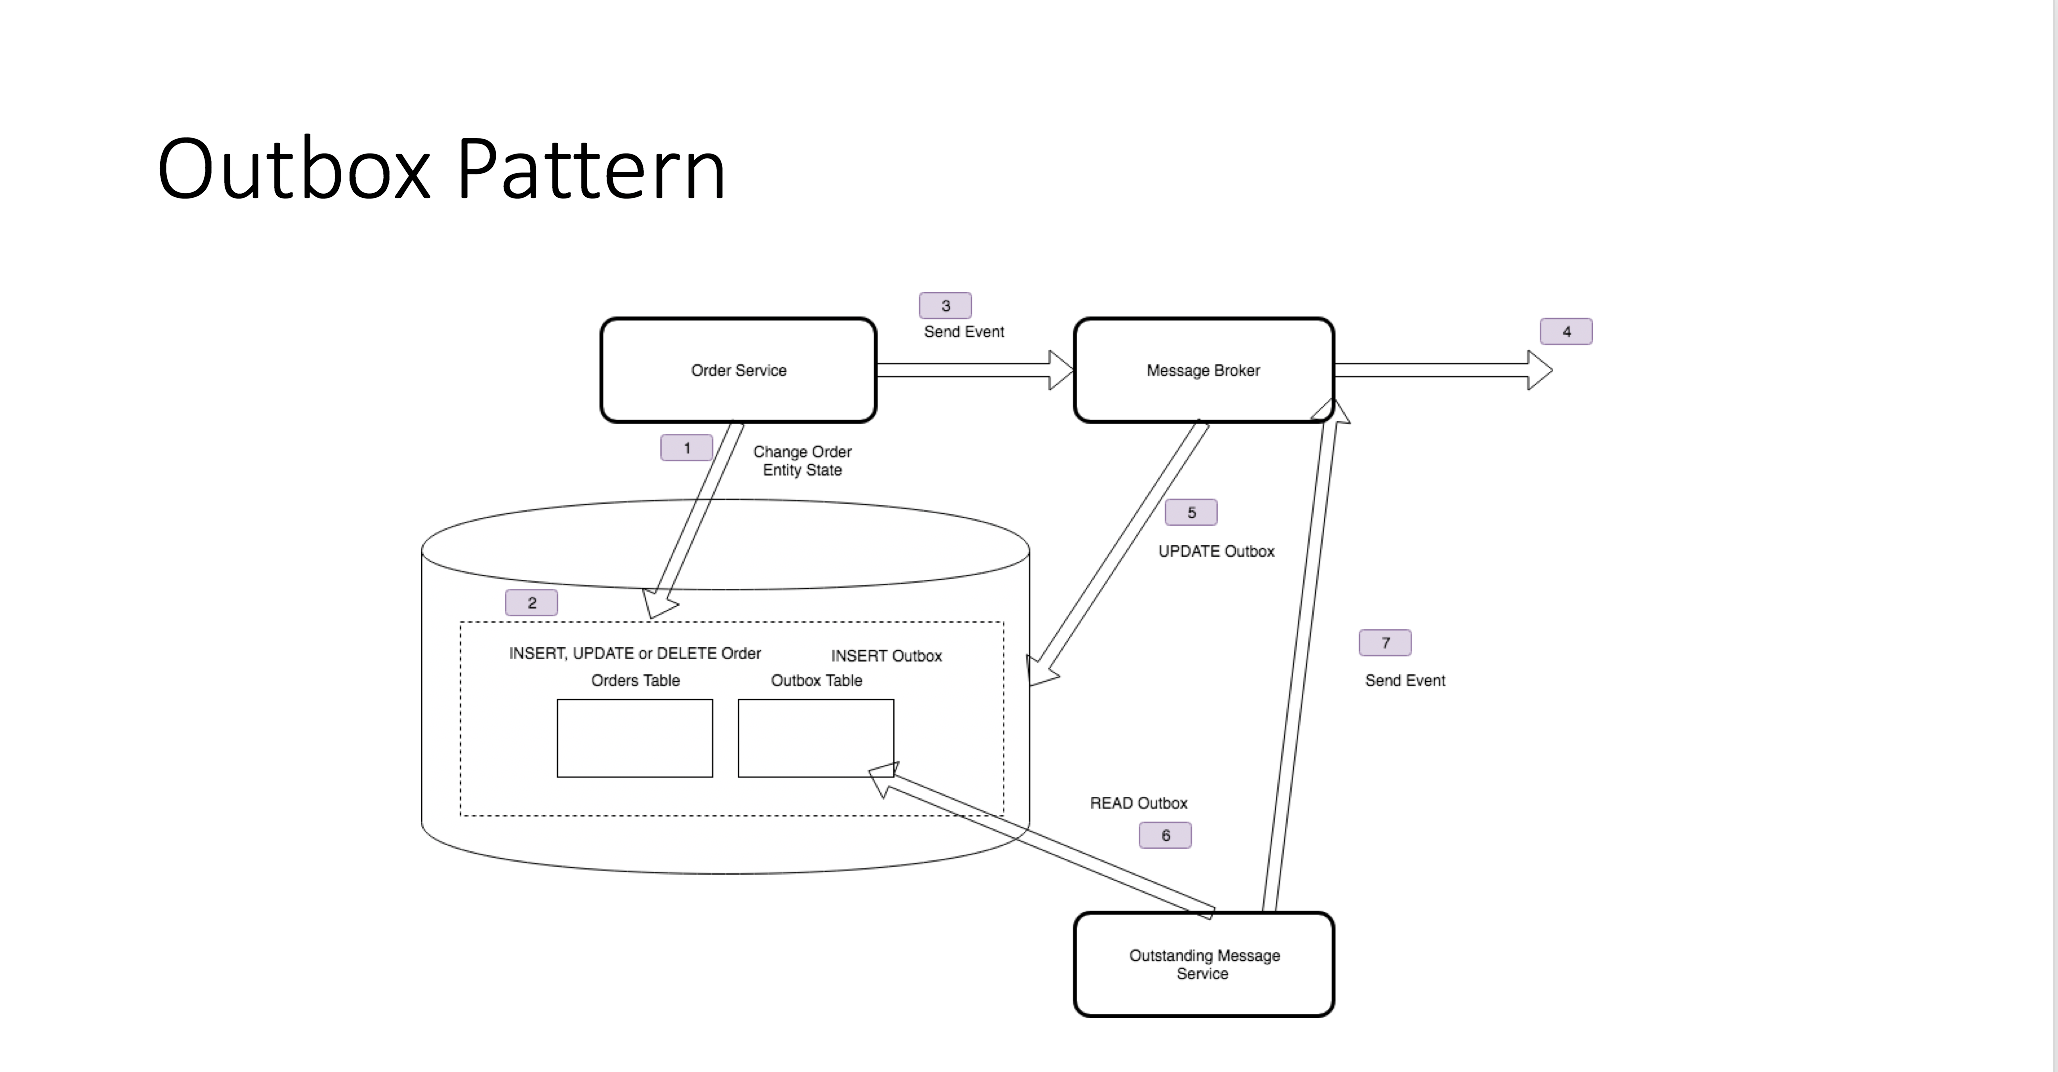 Outbox Pattern
3
Send Event
4
Order Service
Message Broker
1
Change Order
Entity State
5
UPDATE Outbox
2
INSERT, UPDATE or DELETE Order
INSERT Outbox
Orders Table
Outbox Table
7
Send Event
READ Outbox
6
Outstanding Message
Service